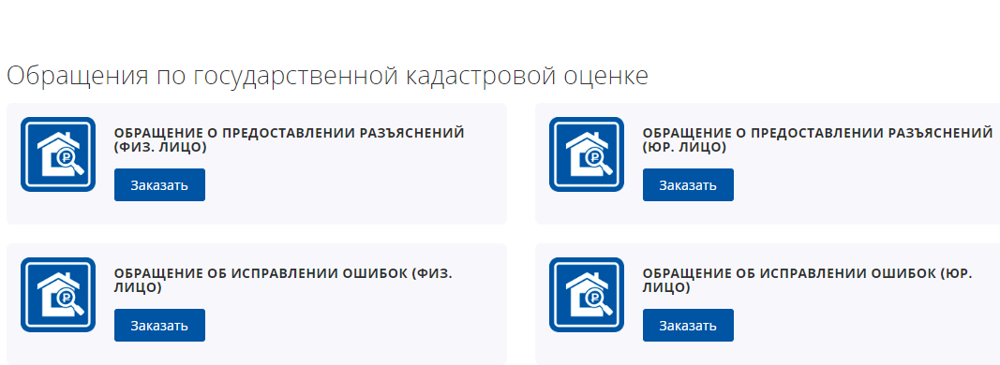 Обращения по государственной кадастровой оценке
ОБРАЩЕНИЕ О ПРЕДОСТАВЛЕНИИ РАЗЪЯСНЕНИЙ
(ФИЗ. ЛИЦО)
Заказать
ОБРАЩЕНИЕ О ПРЕДОСТАВЛЕНИИ РАЗЪЯСНЕНИЙ
(ЮР. ЛИЦО)
Заказать
ОБРАЩЕНИЕ ОБ ИСПРАВЛЕНИИ ОШИБОК (ФИЗ.
ЛИЦО)
Заказать
ОБРАЩЕНИЕ ОБ ИСПРАВЛЕНИИ ОШИБОК (ЮР.
ЛИЦО)
Заказать